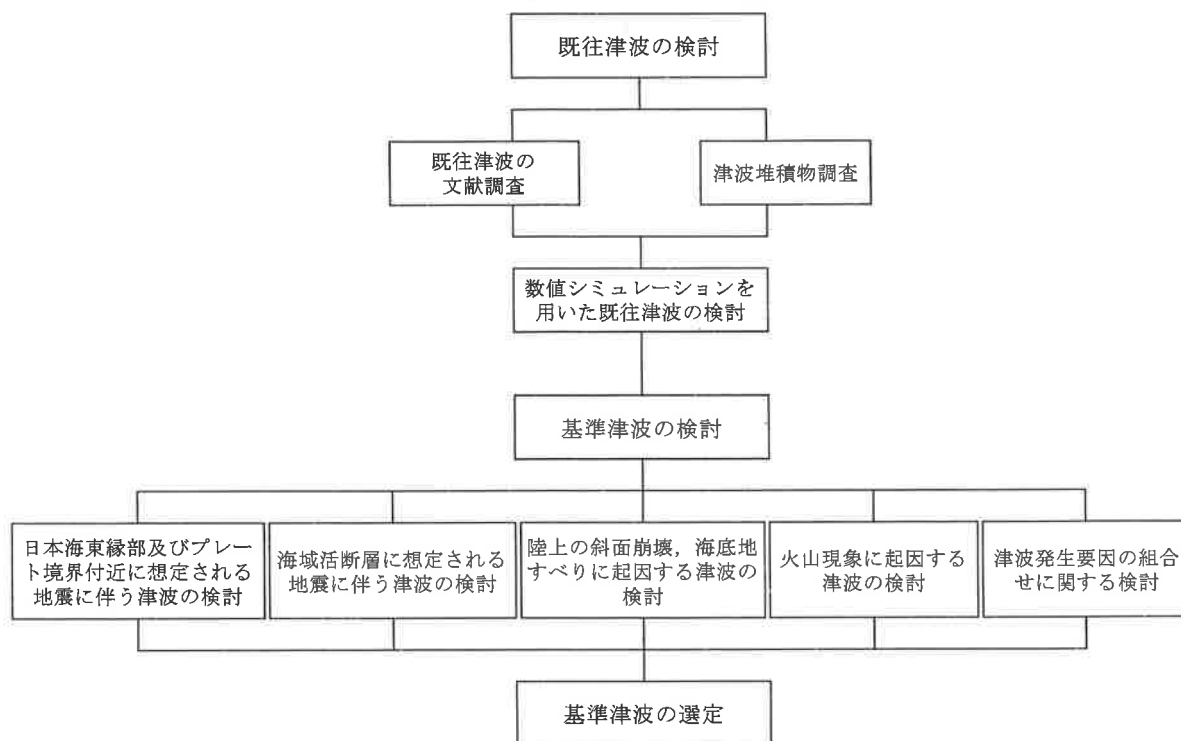 既往津波の検討
既往津波の
文献調査
津波堆積物調査
数値シミュレーションを
用いた既往津波の検討
基準津波の検討
日本海東縁部及びプレー
ト境界付近に想定される
地震に伴う津波の検討
海域活断層に想定される
地震に伴う津波の検討
陸上の斜面崩壊，海底地
すべりに起因する津波の
検討
火山現象に起因する
津波の検討
津波発生要因の組合
せに関する検討
基準津波の選定